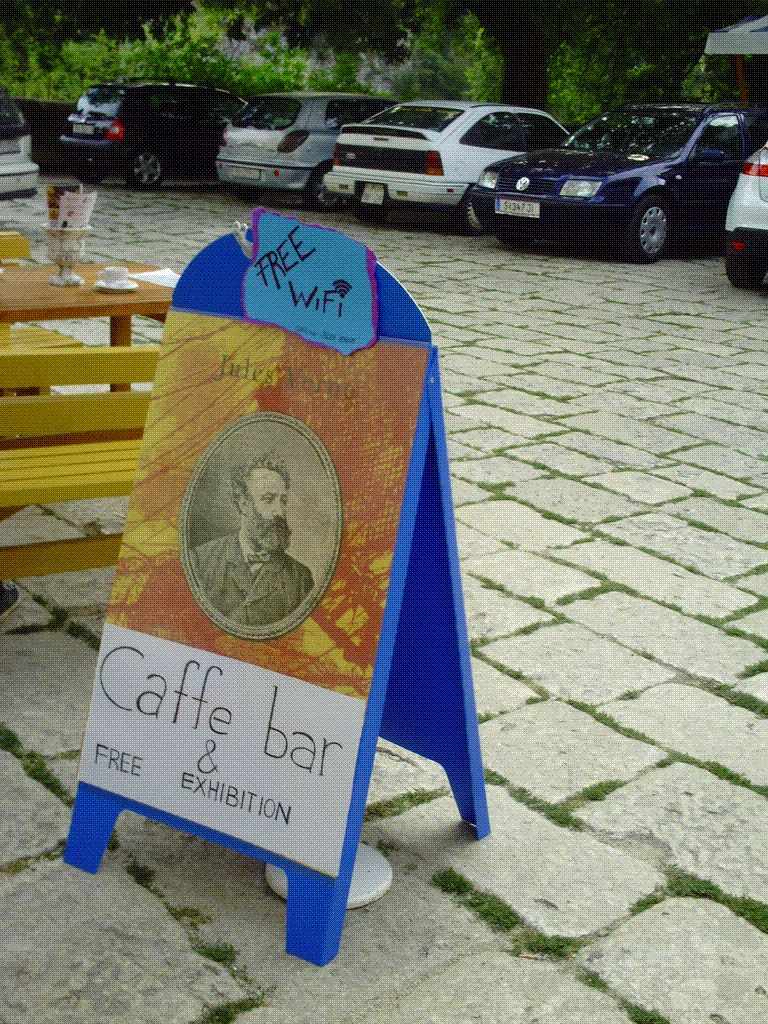 FREE
WiFi
Jules Verne
Caffe bar
&
FREE EXHIBITION